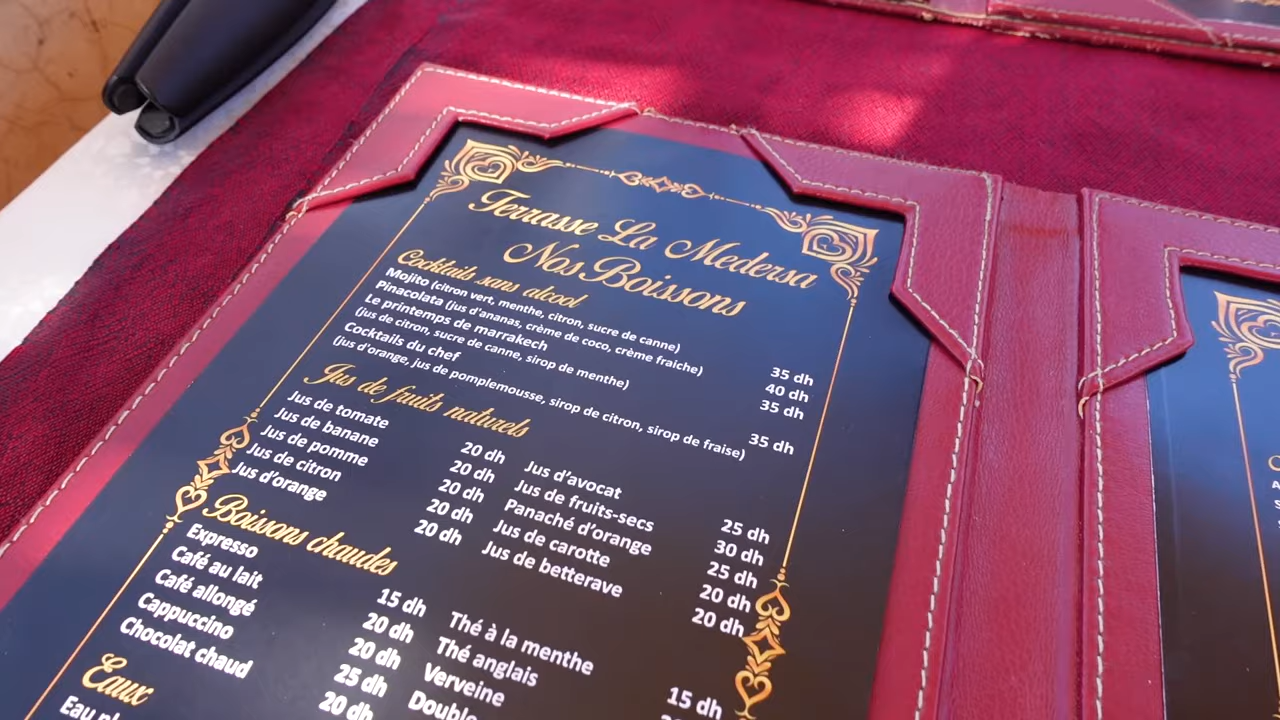 Terrasse La Medersa
Nos Boissons
Cocktails sans alcool
Mojito (citron vert, menthe, citron, sucre de canne) 35 dh
Pinacolata (jus d'ananas, crème de coco, crème fraiche) 40 dh
Le printemps de marrakech 35 dh
(jus de citron, sucre de canne, sirop de menthe)
Cocktails du chef
(jus d'orange, jus de pomplemousse, sirop de citron, sirop de fraise) 35 dh
Jus de fruits naturels
Jus de tomate 20 dh
Jus de banane 20 dh
Jus de pomme 20 dh
Jus de citron 20 dh
Jus d'orange 20 dh
Jus d'avocat 25 dh
Jus de fruits-secs 30 dh
Panaché d'orange 25 dh
Jus de carotte 20 dh
Jus de betterave 20 dh
Boissons chaudes
Expresso 15 dh
Café au lait 20 dh
Café allongé 20 dh
Cappuccino 25 dh
Chocolat chaud 20 dh
Thé à la menthe 15 dh
Thé anglais
Verveine
Double
Eaux
Eau